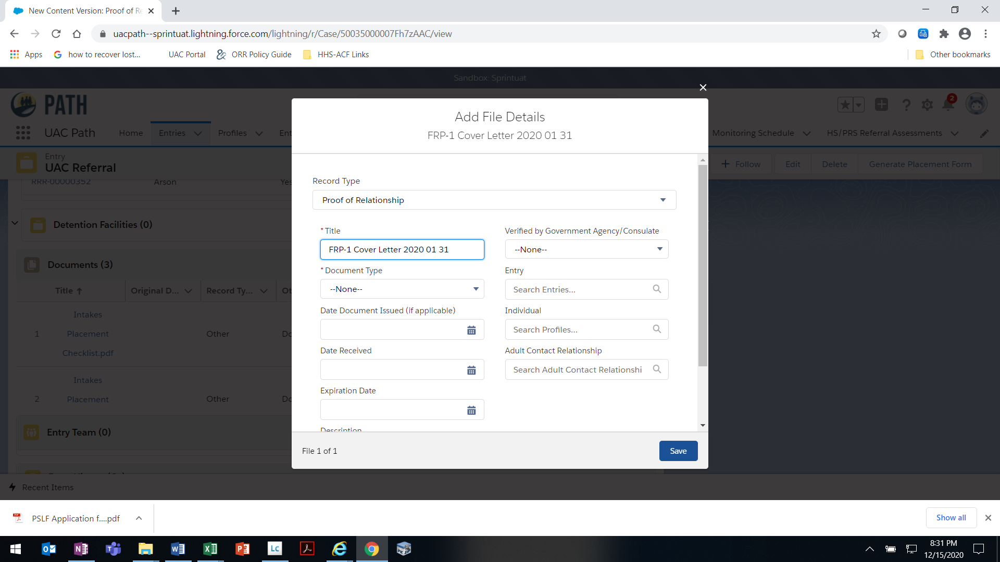 New Content Version: Proof of Re
uacpath--sprintuat.lightning.force.com/lightning/r/Case/50035000007Fh7zAAC/view
Apps
how to recover lost...
UAC Portal
ORR Policy Guide
HHS-ACF Links
Other bookmarks
Sandbox: Sprintuat
PATH
2
UAC Path
Home
Entries
Profiles
Ent
Monitoring Schedule
HS/PRS Referral Assessments
Entry
UAC Referral
Follow
Edit
Delete
Generate Placement Form
RRR-00000352
Arson
Yes
Detention Facilities (0)
Documents (3)
Title
Original D...
Record Ty...
Ot
1
Intakes
Placement
Checklist.pdf
Other
Do
2
Intakes
Placement
Other
Do
Entry Team (0)
Recent Items
Add File Details
FRP-1 Cover Letter 2020 01 31
Record Type
Proof of Relationship
* Title
FRP-1 Cover Letter 2020 01 31
Verified by Government Agency/Consulate
--None--
* Document Type
--None--
Entry
Search Entries...
Date Document Issued (if applicable)
Individual
Search Profiles...
Date Received
Adult Contact Relationship
Search Adult Contact Relationshi
Expiration Date
Description
File 1 of 1
Save
PSLF Application f....pdf
Show all
8:31 PM
12/15/2020